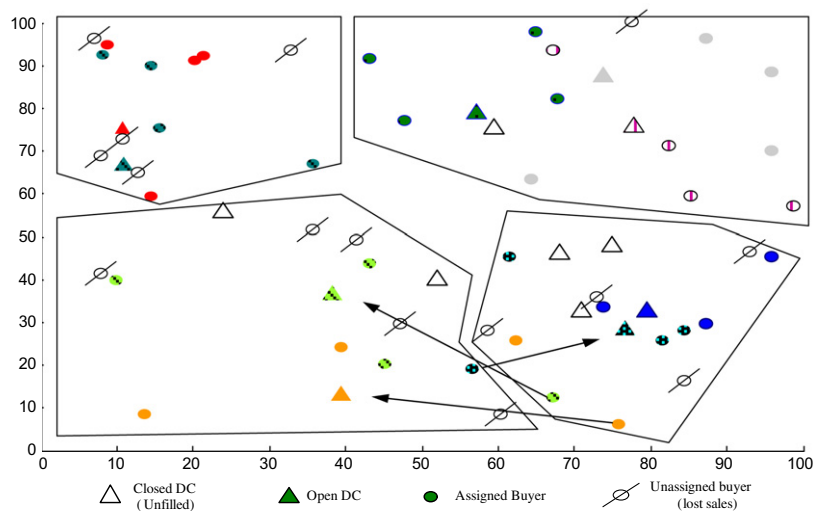 100
90
80
70
60
50
40
30
20
10
0
0 10 20 30 40 50 60 70 80 90 100
Closed DC
(Unfilled)
Open DC
Assigned Buyer
Unassigned buyer
(lost sales)